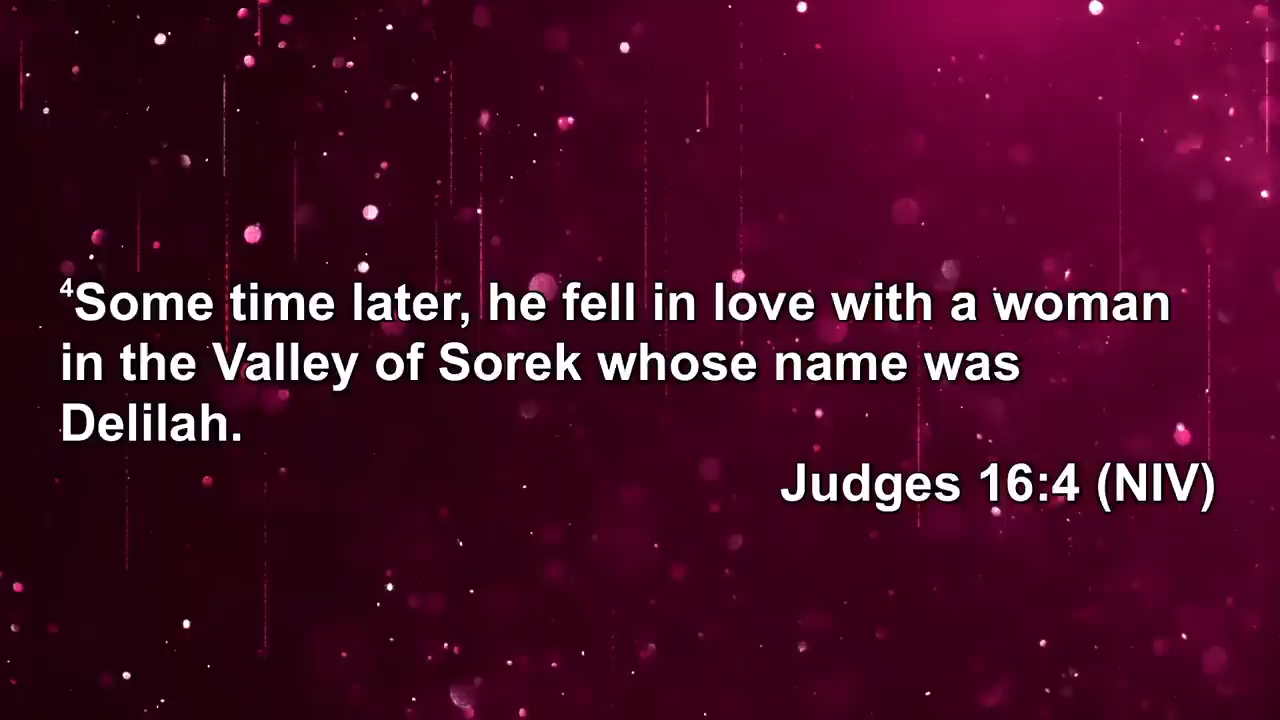 ⁴Some time later, he fell in love with a woman
in the Valley of Sorek whose name was
Delilah.
Judges 16:4 (NIV)